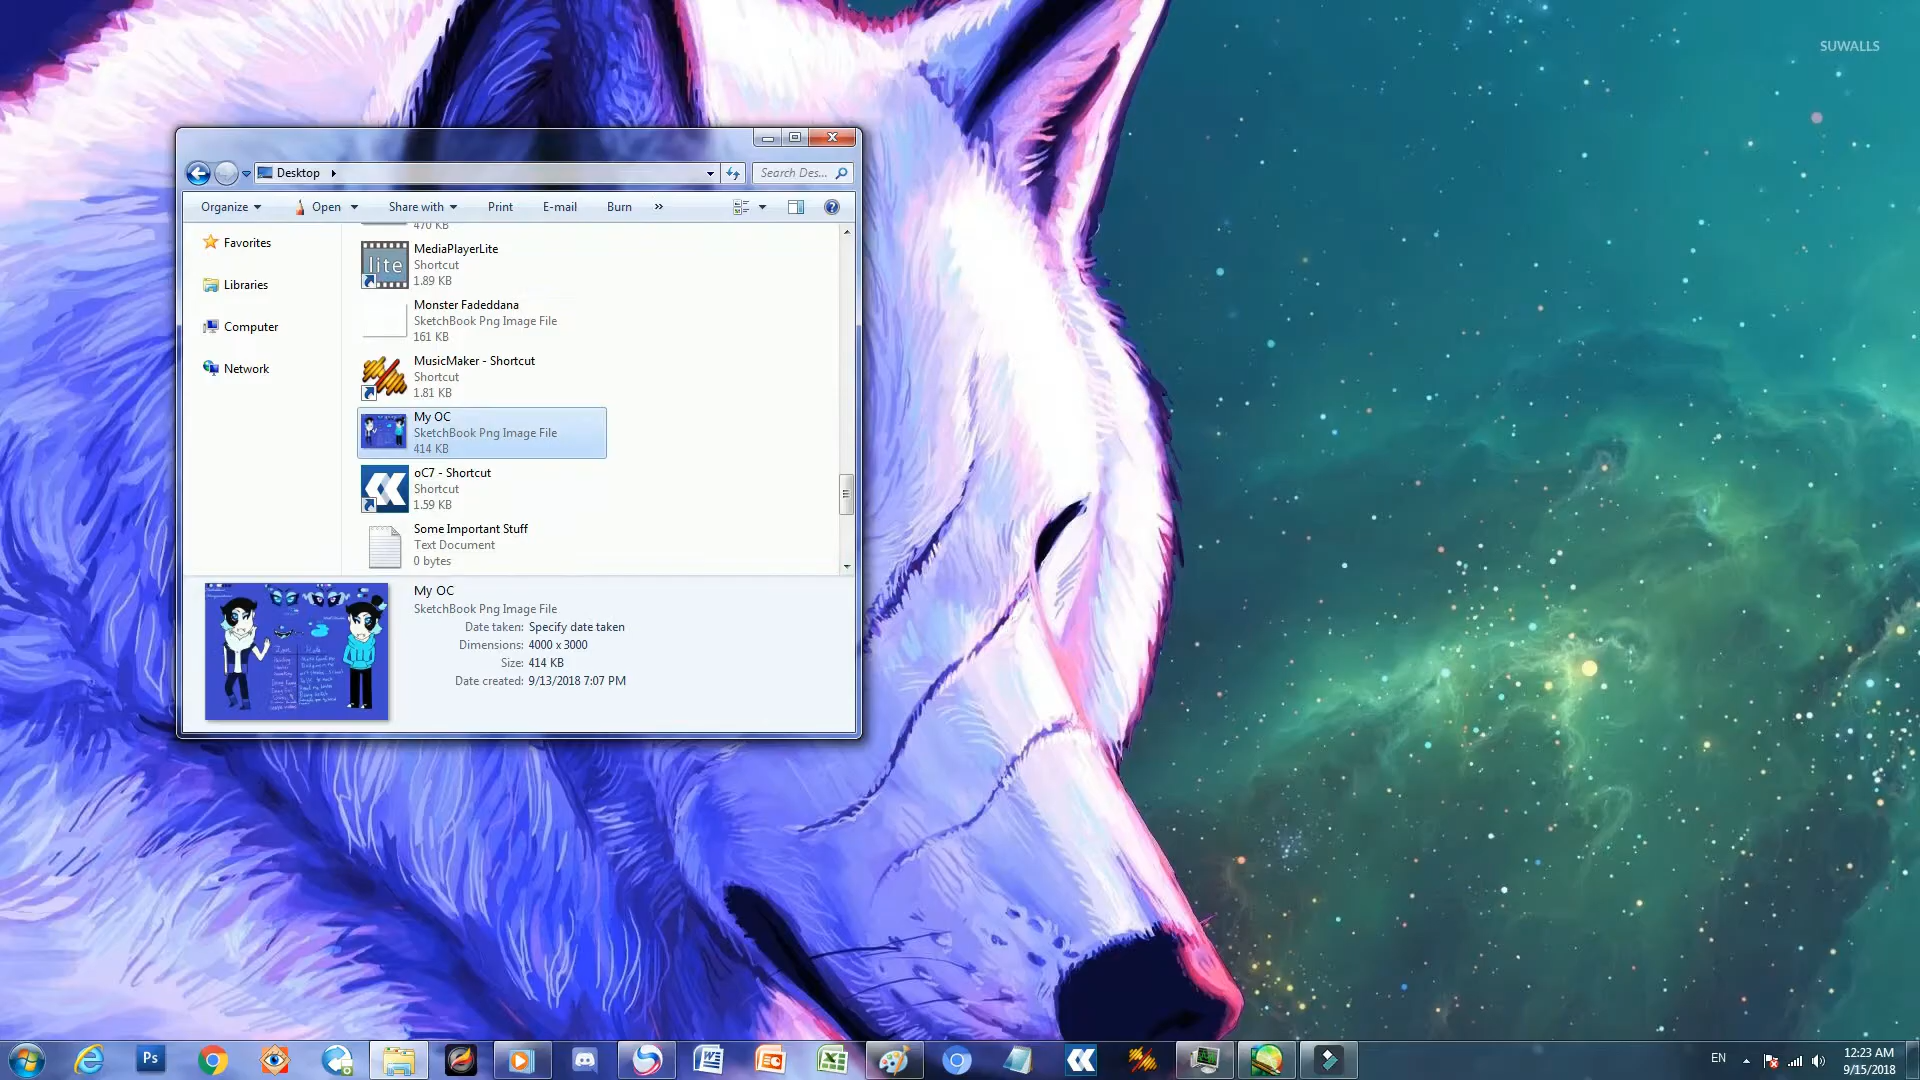 SUWALLS
Desktop
Search Des...
Organize
Open
Share with
Print
E-mail
Burn
»
Favorites
Libraries
Computer
Network
470 KB
MediaPlayerLite
Shortcut
1.89 KB
lite
Monster Fadeddana
SketchBook Png Image File
161 KB
MusicMaker - Shortcut
Shortcut
1.81 KB
My OC
SketchBook Png Image File
414 KB
oC7 - Shortcut
Shortcut
1.59 KB
Some Important Stuff
Text Document
0 bytes
My OC
SketchBook Png Image File
Date taken: Specify date taken
Dimensions: 4000 x 3000
Size: 414 KB
Date created: 9/13/2018 7:07 PM
Ps
EN
12:23 AM
9/15/2018